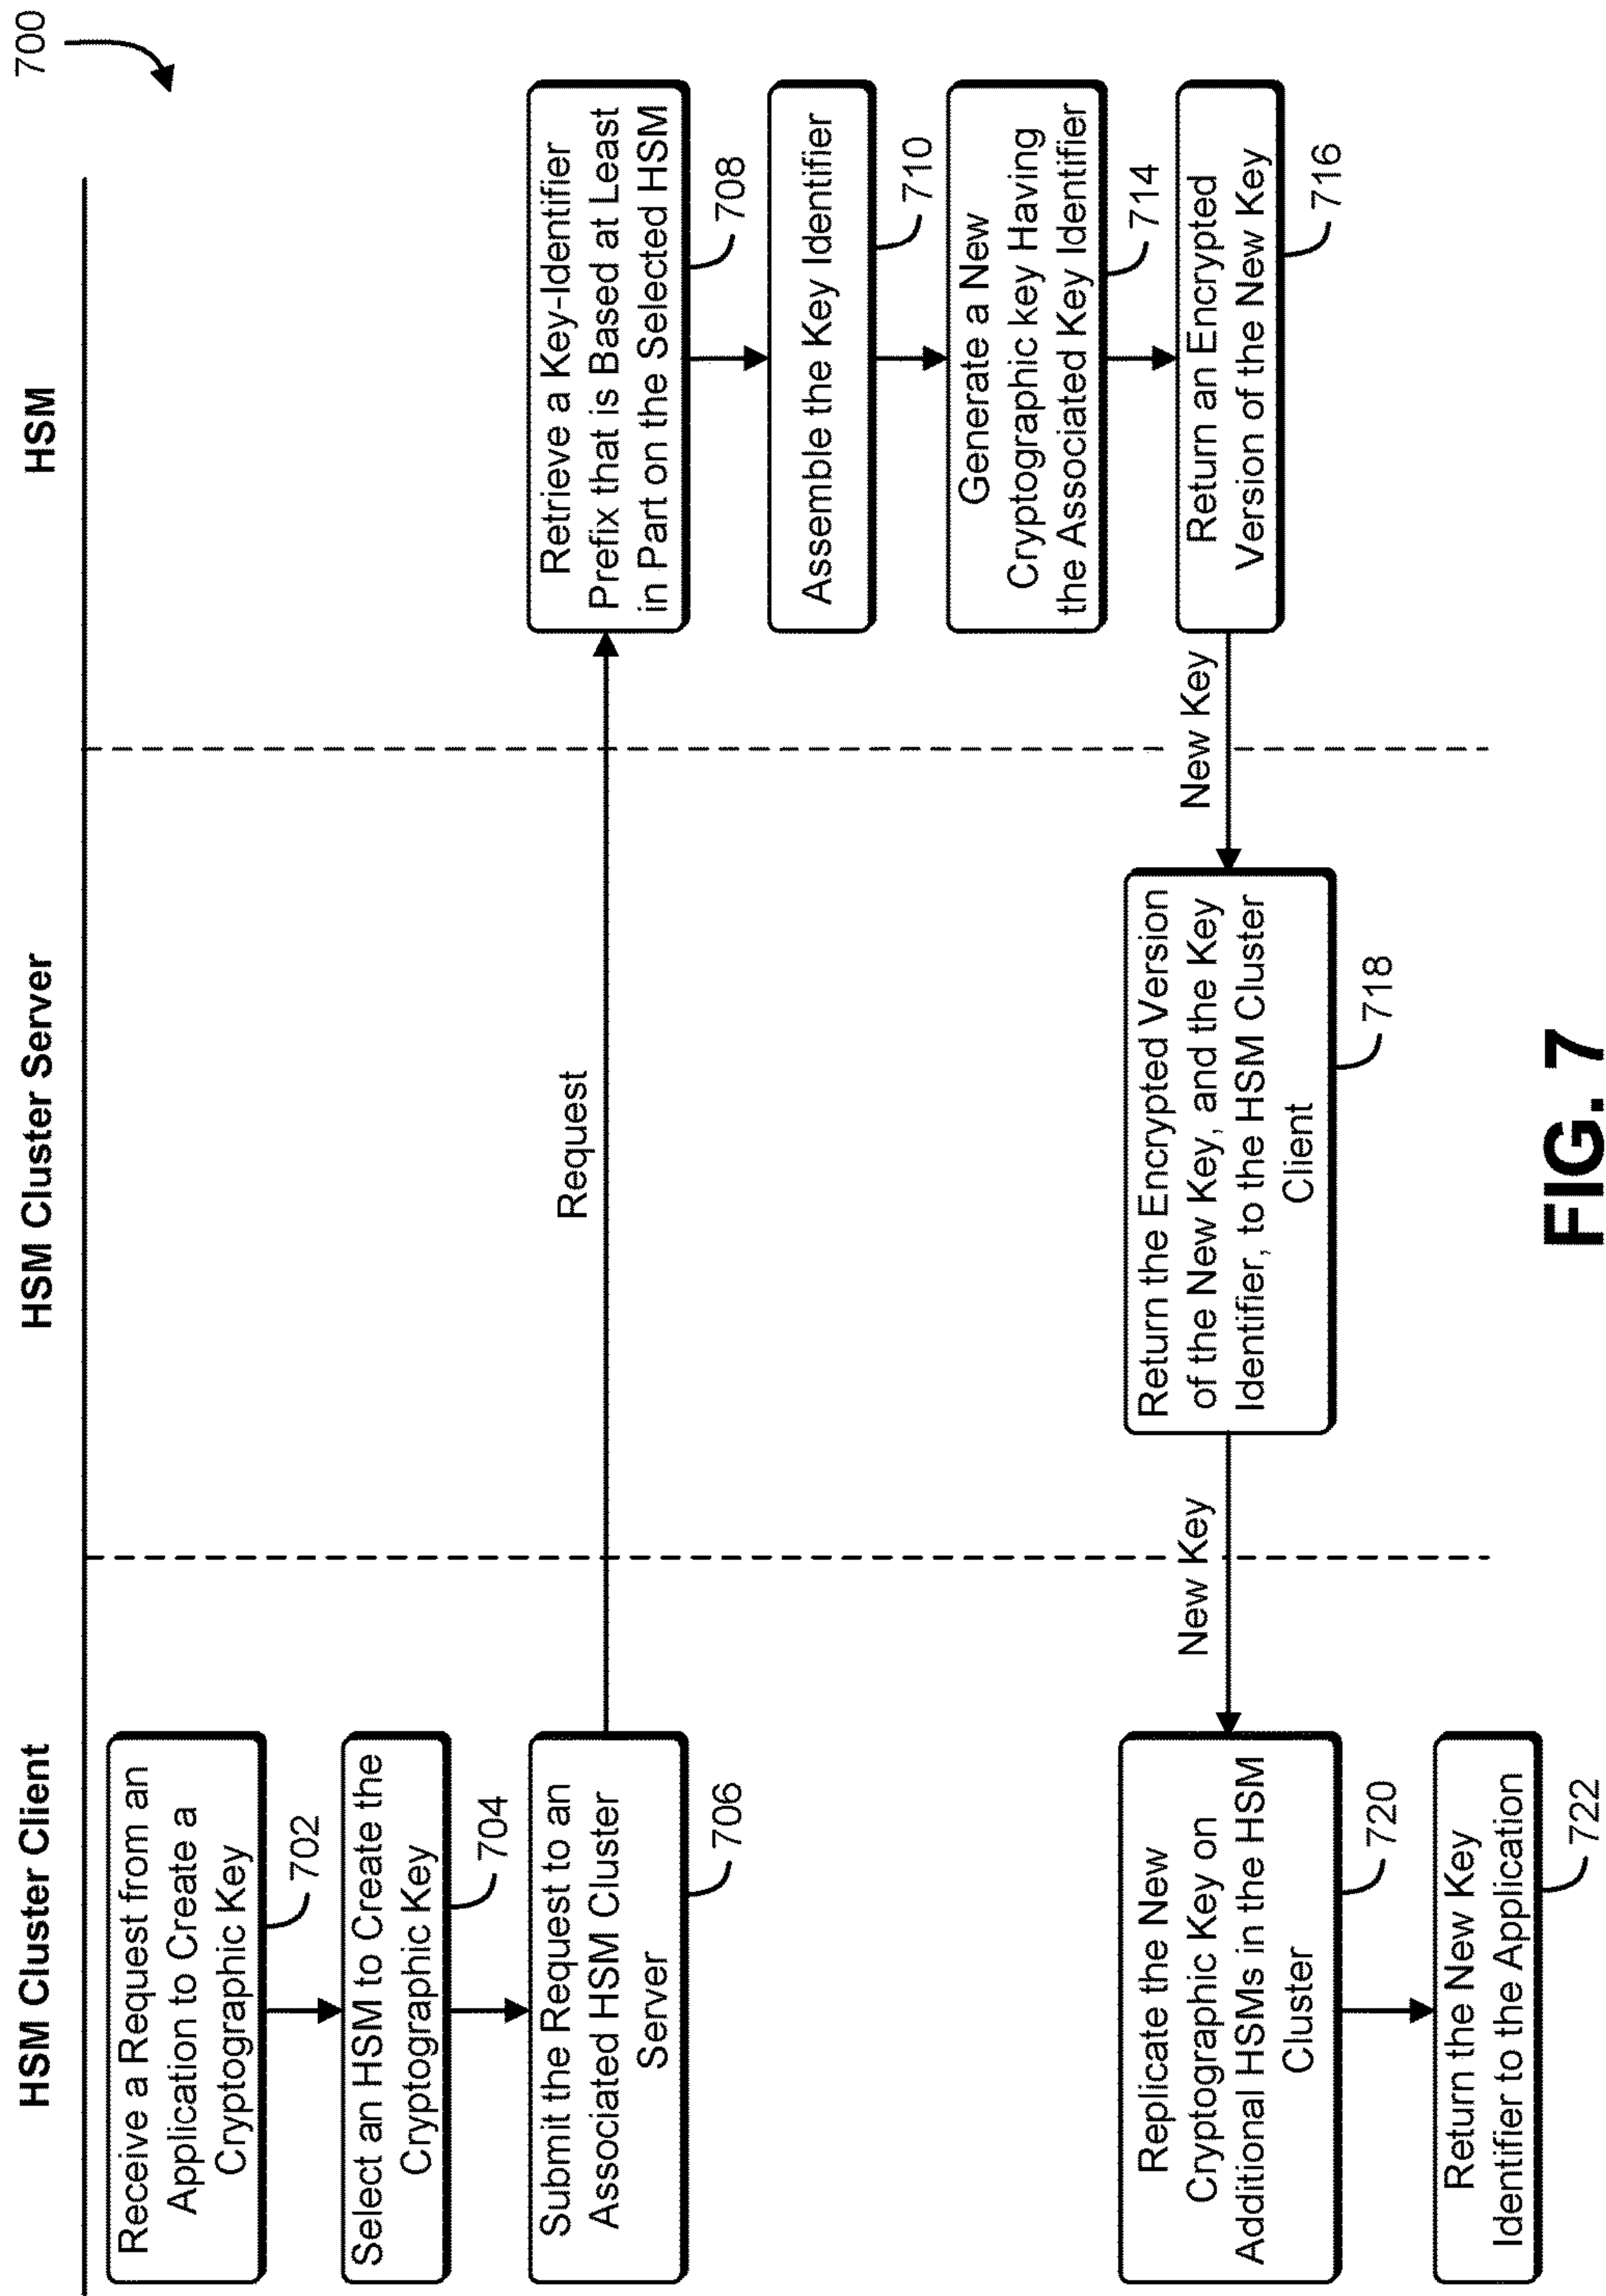 700
HSM Cluster Client
HSM Cluster Server
HSM
Receive a Request from an
Application to Create a
Cryptographic Key
702
Select an HSM to Create the
Cryptographic Key
704
Submit the Request to an
Associated HSM Cluster
Server
706
Request
Retrieve a Key-Identifier
Prefix that is Based at Least
in Part on the Selected HSM
708
Assemble the Key Identifier
710
Generate a New
Cryptographic key Having
the Associated Key Identifier
714
Return an Encrypted
Version of the New Key
716
New Key
Return the Encrypted Version
of the New Key, and the Key
Identifier, to the HSM Cluster
Client
718
New Key
Replicate the New
Cryptographic Key on
Additional HSMs in the HSM
Cluster
720
Return the New Key
Identifier to the Application
722
FIG. 7